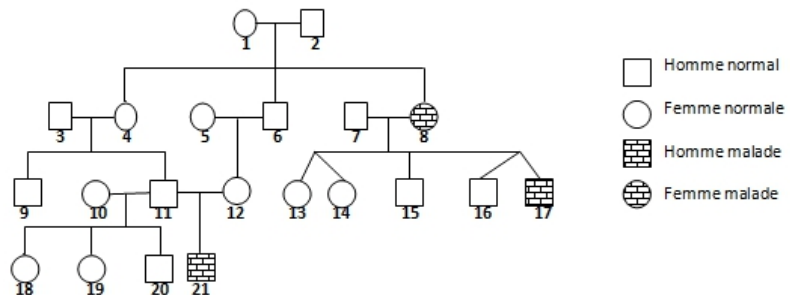 1 2
Homme normal
Femme normale
3 4 5 6 7 8
Homme malade
Femme malade
9 10 11 12 13 14 15 16 17
18 19 20 21